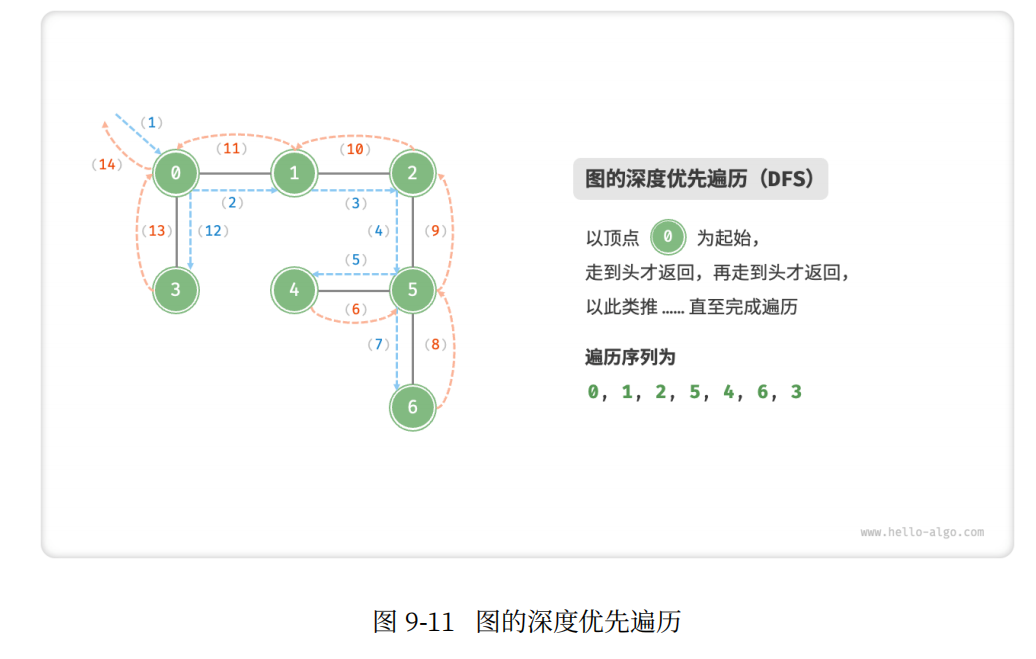 (1)
(14)
(11)
(10)
0
1
2
(2)
(3)
(13)
(12)
(4)
(9)
(5)
3
4
5
(6)
(7)
(8)
6
图的深度优先遍历（DFS）
以顶点 0 为起始，
走到头才返回，再走到头才返回，
以此类推 …… 直至完成遍历
遍历序列为
0, 1, 2, 5, 4, 6, 3
www.hello-algo.com
图 9-11 图的深度优先遍历